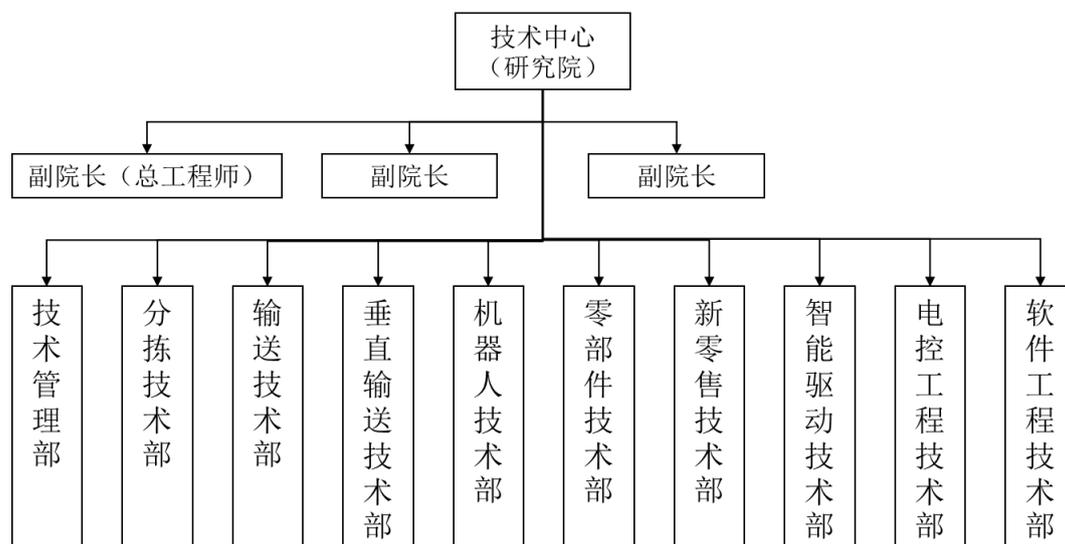 技术中心
（研究院）
副院长（总工程师）
副院长
副院长
技术管理部
分拣技术部
输送技术部
垂直输送技术部
机器人技术部
零部件技术部
新零售技术部
智能驱动技术部
电控工程技术部
软件工程技术部